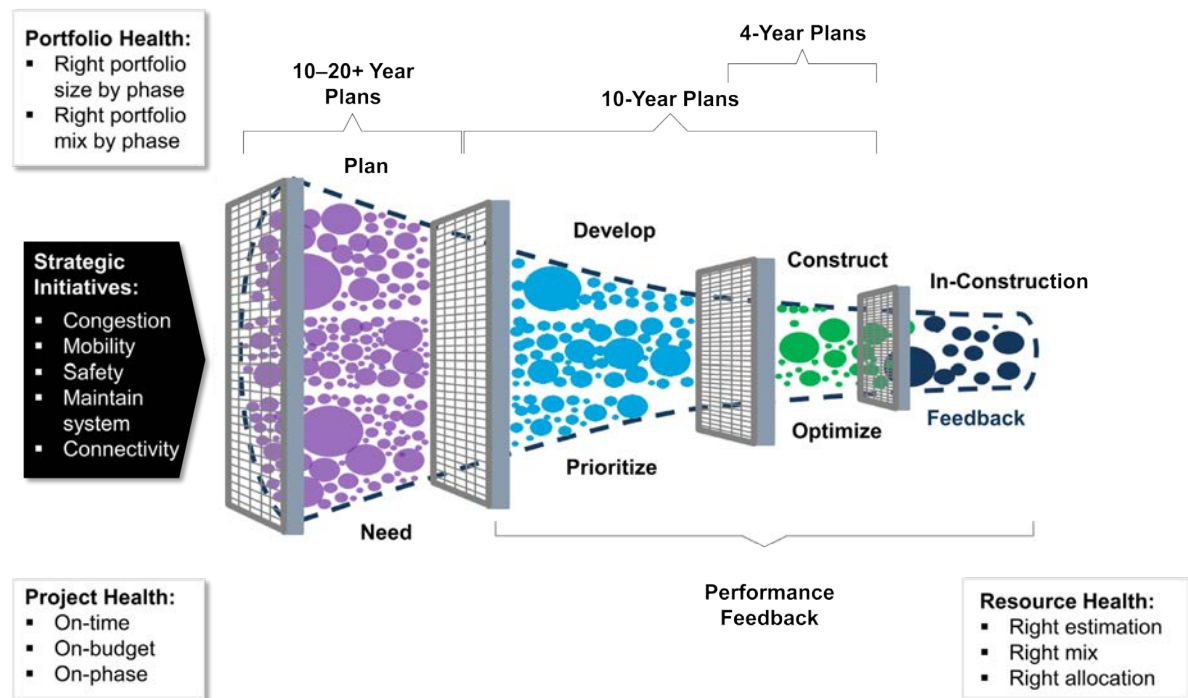 Portfolio Health:
▪ Right portfolio
size by phase
▪ Right portfolio
mix by phase
10–20+ Year
Plans
4-Year Plans
10-Year Plans
Plan
Develop
Construct
In-Construction
Strategic
Initiatives:
▪ Congestion
▪ Mobility
▪ Safety
▪ Maintain
system
▪ Connectivity
Need
Prioritize
Optimize
Feedback
Performance
Feedback
Project Health:
▪ On-time
▪ On-budget
▪ On-phase
Resource Health:
▪ Right estimation
▪ Right mix
▪ Right allocation